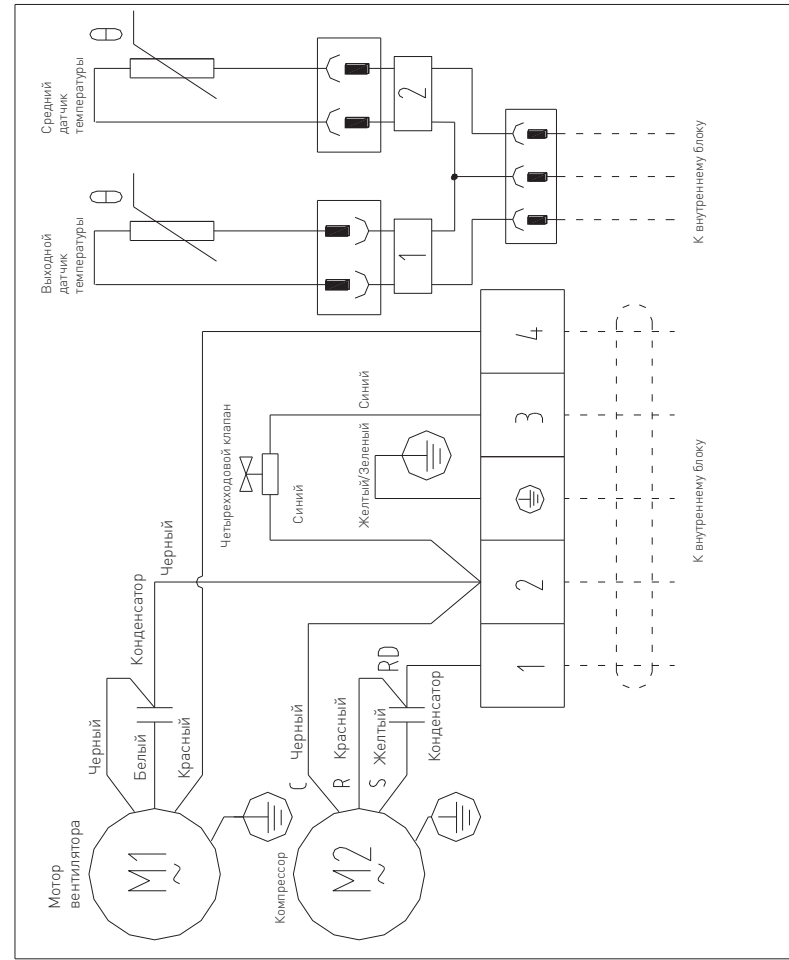 Средний
датчик
температуры
Выходной
датчик
температуры
θ
θ
2
1
К внутреннему блоку
Четырехходовой клапан
Синий
Синий
Желтый/Зеленый
Черный
Конденсатор
Черный
Белый
Красный
Мотор
вентилятора
M1
~
Компрессор
M2
~
C
Черный
R
Красный
S
Желтый
RD
Конденсатор
1
2
3
4
К внутреннему блоку